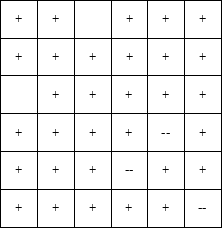 + + + + +
+ + + + + +
+ + + + +
+ + + + -- +
+ + + -- + +
+ + + + + --